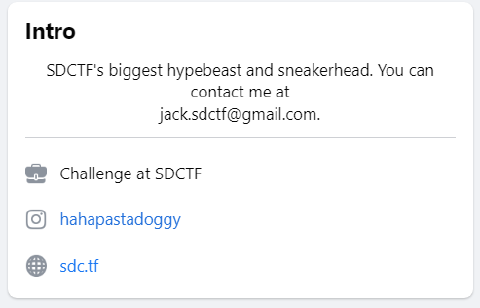 Intro
SDCTF's biggest hypebeast and sneakerhead. You can
contact me at
jack.sdctf@gmail.com.
Challenge at SDCTF
hahapastadoggy
sdc.tf